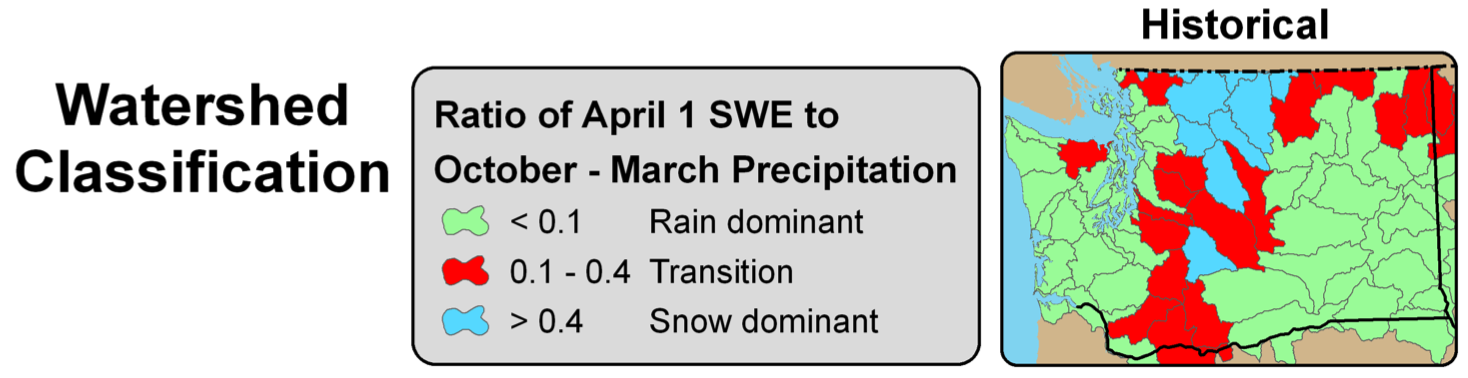 Watershed
Classification
Ratio of April 1 SWE to
October - March Precipitation
< 0.1 Rain dominant
0.1 - 0.4 Transition
> 0.4 Snow dominant
Historical